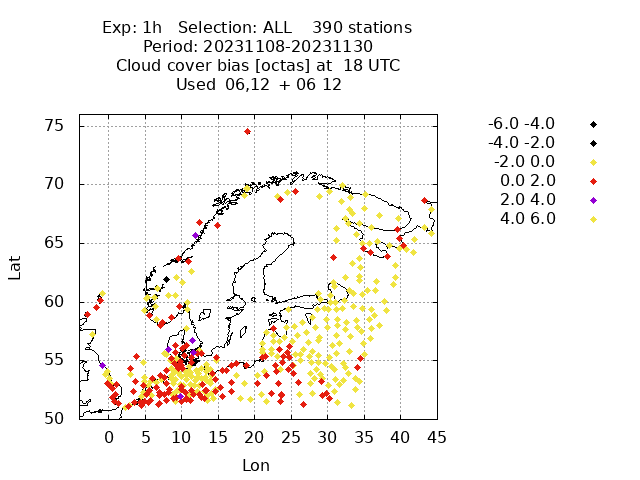 Exp: 1h Selection: ALL 390 stations
Period: 20231108-20231130
Cloud cover bias [octas] at 18 UTC
Used 06,12 + 06 12
-6.0 -4.0
-4.0 -2.0
-2.0 0.0
0.0 2.0
2.0 4.0
4.0 6.0
75
70
65
60
55
50
Lat
0 5 10 15 20 25 30 35 40 45
Lon